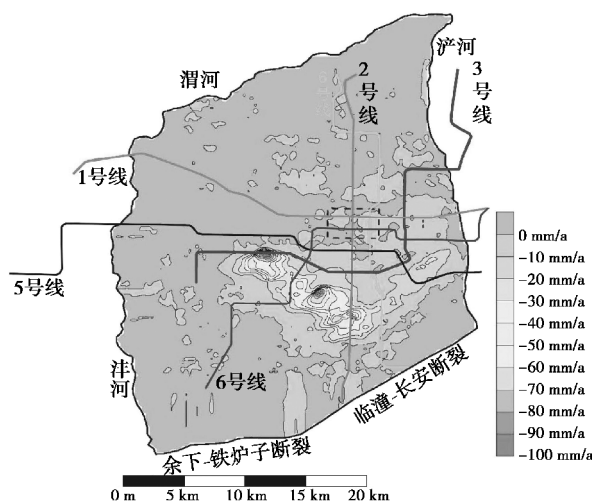 渭河
浐河
2号线
3号线
1号线
5号线
6号线
沣河
临潼-长安断裂
余下-铁炉子断裂
0 mm/a
-10 mm/a
-20 mm/a
-30 mm/a
-40 mm/a
-50 mm/a
-60 mm/a
-70 mm/a
-80 mm/a
-90 mm/a
-100 mm/a
0 m 5 km 10 km 15 km 20 km